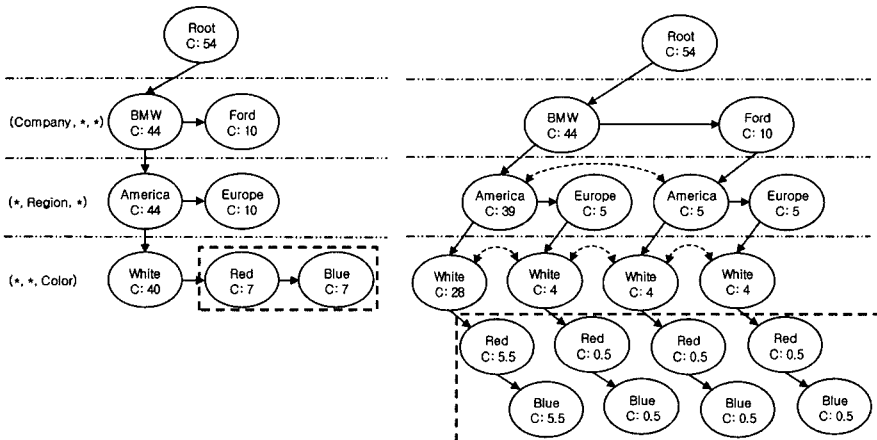 Root
C: 54
(Company, *, *)
BMW
C: 44
Ford
C: 10
(*, Region, *)
America
C: 44
Europe
C: 10
(*, *, Color)
White
C: 40
Red
C: 7
Blue
C: 7
Root
C: 54
BMW
C: 44
Ford
C: 10
America
C: 39
Europe
C: 5
America
C: 5
Europe
C: 5
White
C: 28
White
C: 4
White
C: 4
White
C: 4
Red
C: 5.5
Red
C: 0.5
Red
C: 0.5
Red
C: 0.5
Blue
C: 5.5
Blue
C: 0.5
Blue
C: 0.5
Blue
C: 0.5